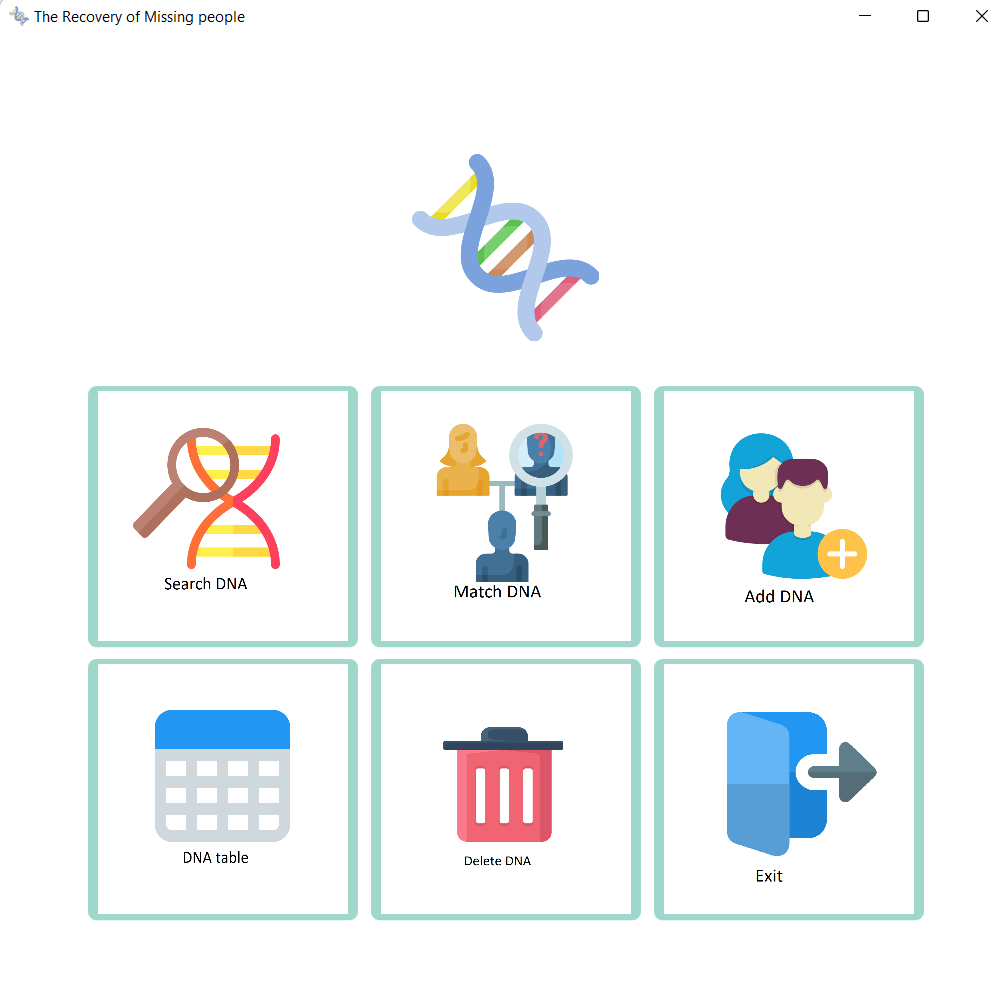 The Recovery of Missing people
?
Search DNA
Match DNA
Add DNA
DNA table
Delete DNA
Exit